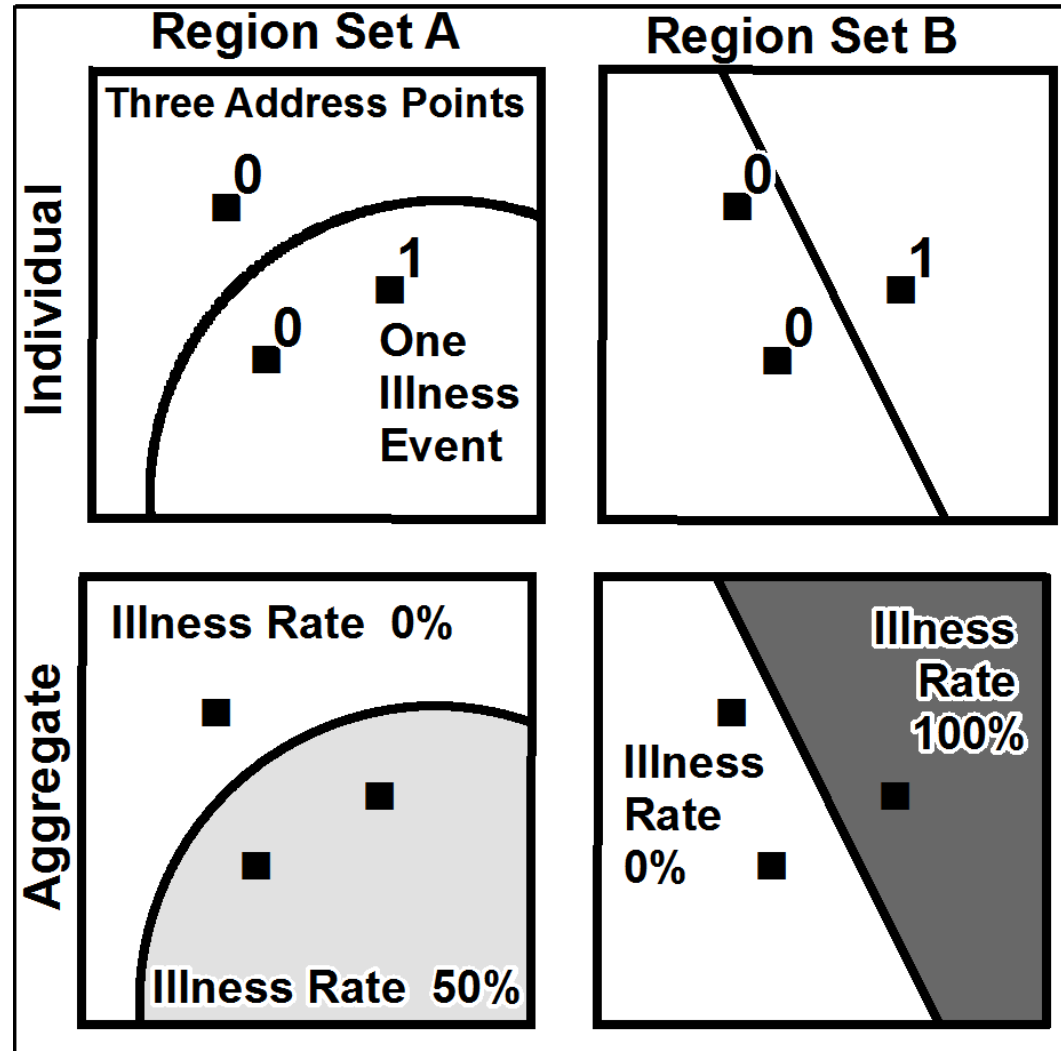 Region Set A
Region Set B
Individual
Three Address Points
0
1
0
One
Illness
Event
0
1
0
Aggregate
Illness Rate 0%
Illness Rate 50%
Illness
Rate
0%
Illness
Rate
100%